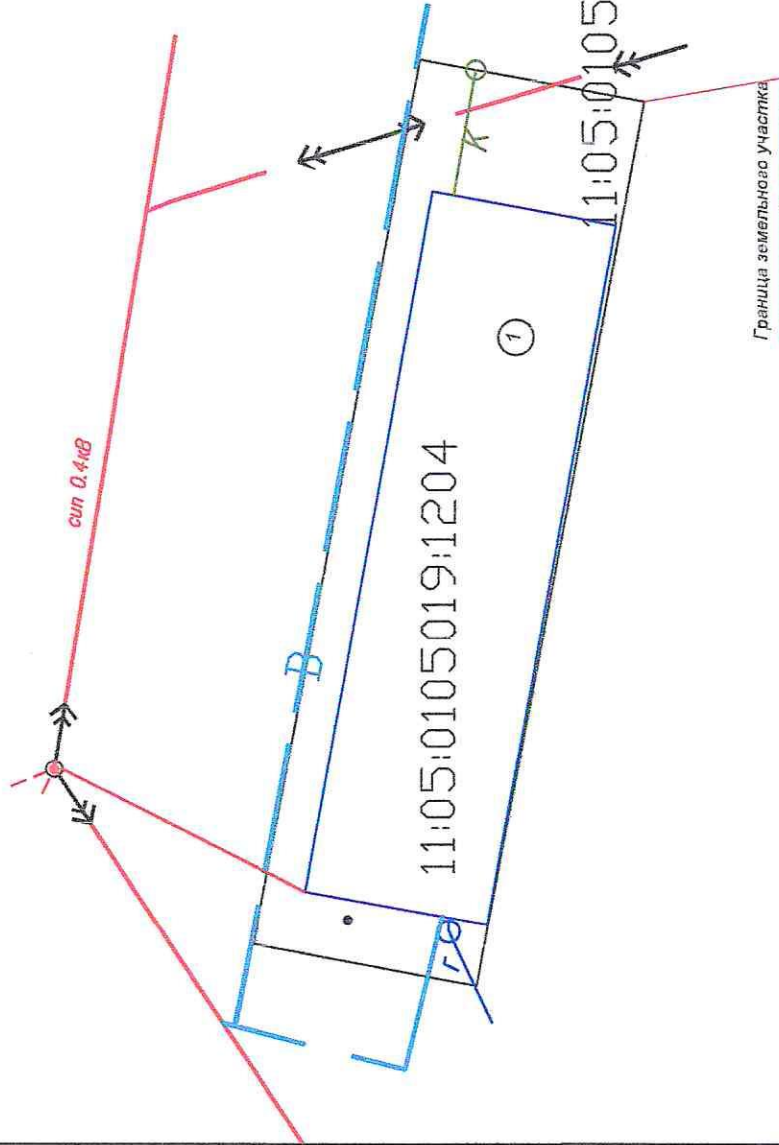 сип 0.4кВ
В
К
11:05:0105
1
11:05:0105019:1204
Г
Граница земельного участка